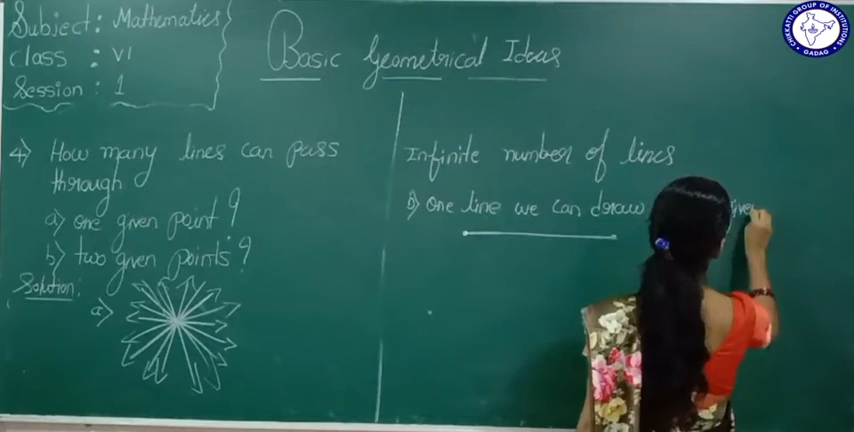 Subject: Mathematics
Class : VI
Session : 1
Basic Geometrical Ideas
4) How many lines can pass
through
a) one given point ?
b) two given points ?
Solution:
a)
Infinite number of lines
b) One line we can draw
CHIKKATTI GROUP OF INSTITUTIONS
GADAG